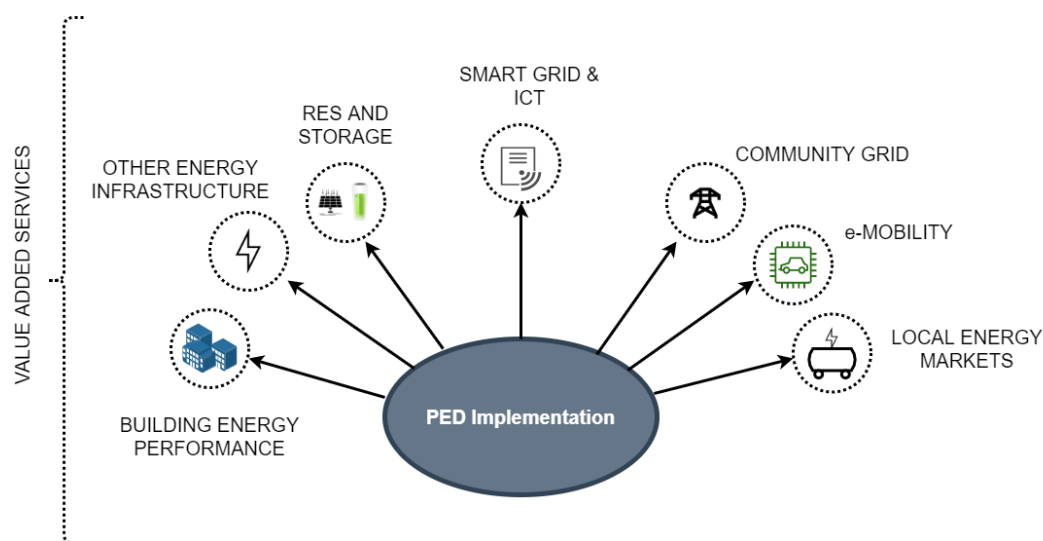 SMART GRID &
ICT
RES AND
STORAGE
OTHER ENERGY
INFRASTRUCTURE
COMMUNITY GRID
e-MOBILITY
LOCAL ENERGY
MARKETS
BUILDING ENERGY
PERFORMANCE
PED Implementation
VALUE ADDED SERVICES